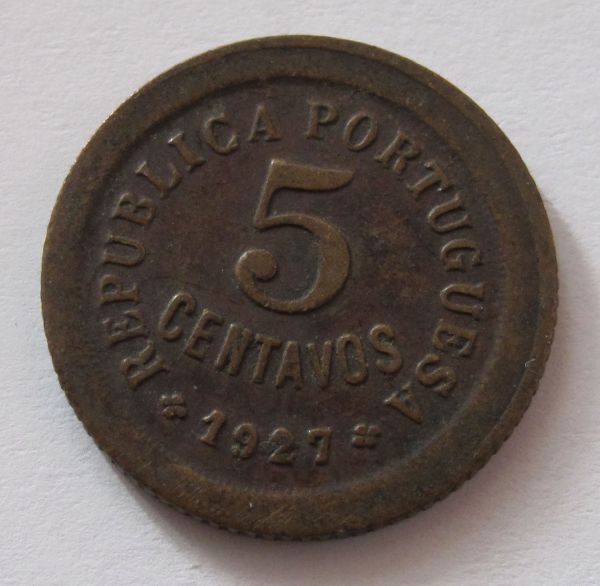 REPUBLICA PORTUGUESA
5
CENTAVOS
1927